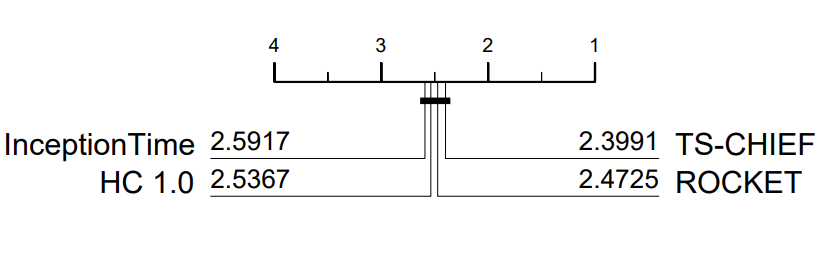 4 3 2 1
InceptionTime 2.5917 2.3991 TS-CHIEF
HC 1.0 2.5367 2.4725 ROCKET